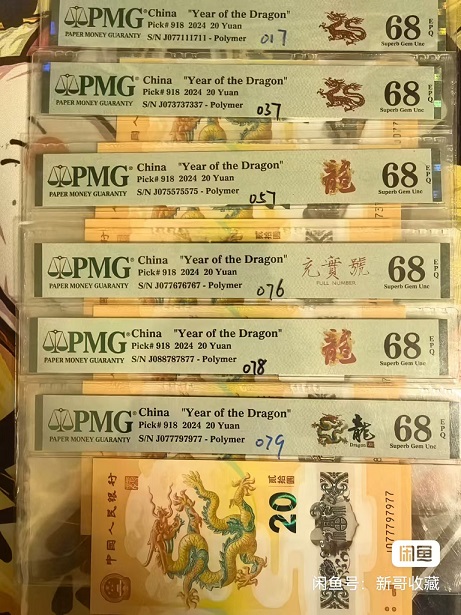 PMG
PAPER MONEY GUARANTY
China "Year of the Dragon"
Pick# 918 2024 20 Yuan
S/N J077111711 - Polymer
017
68
EPQ
Superb Gem Unc
PMG
PAPER MONEY GUARANTY
China "Year of the Dragon"
Pick# 918 2024 20 Yuan
S/N J073737337 - Polymer
037
68
EPQ
Superb Gem Unc
PMG
PAPER MONEY GUARANTY
China "Year of the Dragon"
Pick# 918 2024 20 Yuan
S/N J075575575 - Polymer
057
龍
68
EPQ
Superb Gem Unc
PMG
PAPER MONEY GUARANTY
China "Year of the Dragon"
Pick# 918 2024 20 Yuan
S/N J077676767 - Polymer
076
充實號
FULL NUMBER
68
EPQ
Superb Gem Unc
PMG
PAPER MONEY GUARANTY
China "Year of the Dragon"
Pick# 918 2024 20 Yuan
S/N J088787877 - Polymer
078
龍
68
EPQ
Superb Gem Unc
PMG
PAPER MONEY GUARANTY
China "Year of the Dragon"
Pick# 918 2024 20 Yuan
S/N J077797977 - Polymer
079
龍
Dragon
68
EPQ
Superb Gem Unc
中国人民银行
贰拾圆
20
J077797977
闲鱼
闲鱼号：新哥收藏